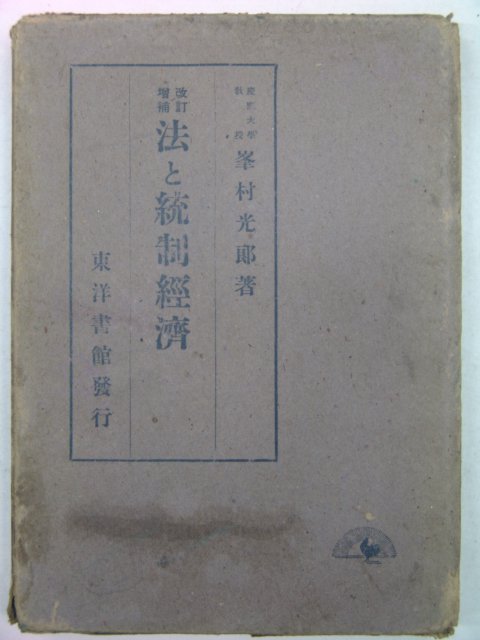 慶應大學
教授
峯村光郎著
改訂
增補
法と統制經濟
東洋書館發行